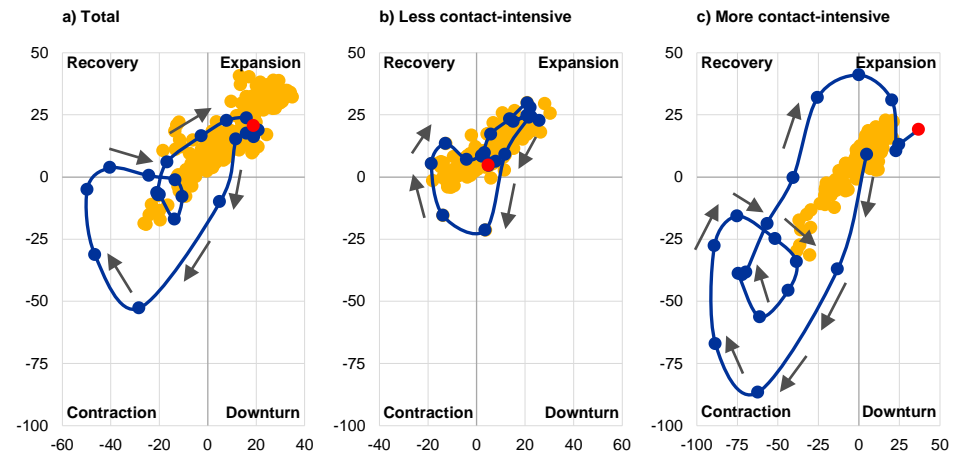 a) Total
b) Less contact-intensive
c) More contact-intensive
50
25
0
-25
-50
-75
-100
Recovery
Expansion
Contraction
Downturn
-60
-40
-20
0
20
40
60
50
25
0
-25
-50
-75
-100
Recovery
Expansion
Contraction
Downturn
-60
-40
-20
0
20
40
60
50
25
0
-25
-50
-75
-100
Recovery
Expansion
Contraction
Downturn
-100
-75
-50
-25
0
25
50